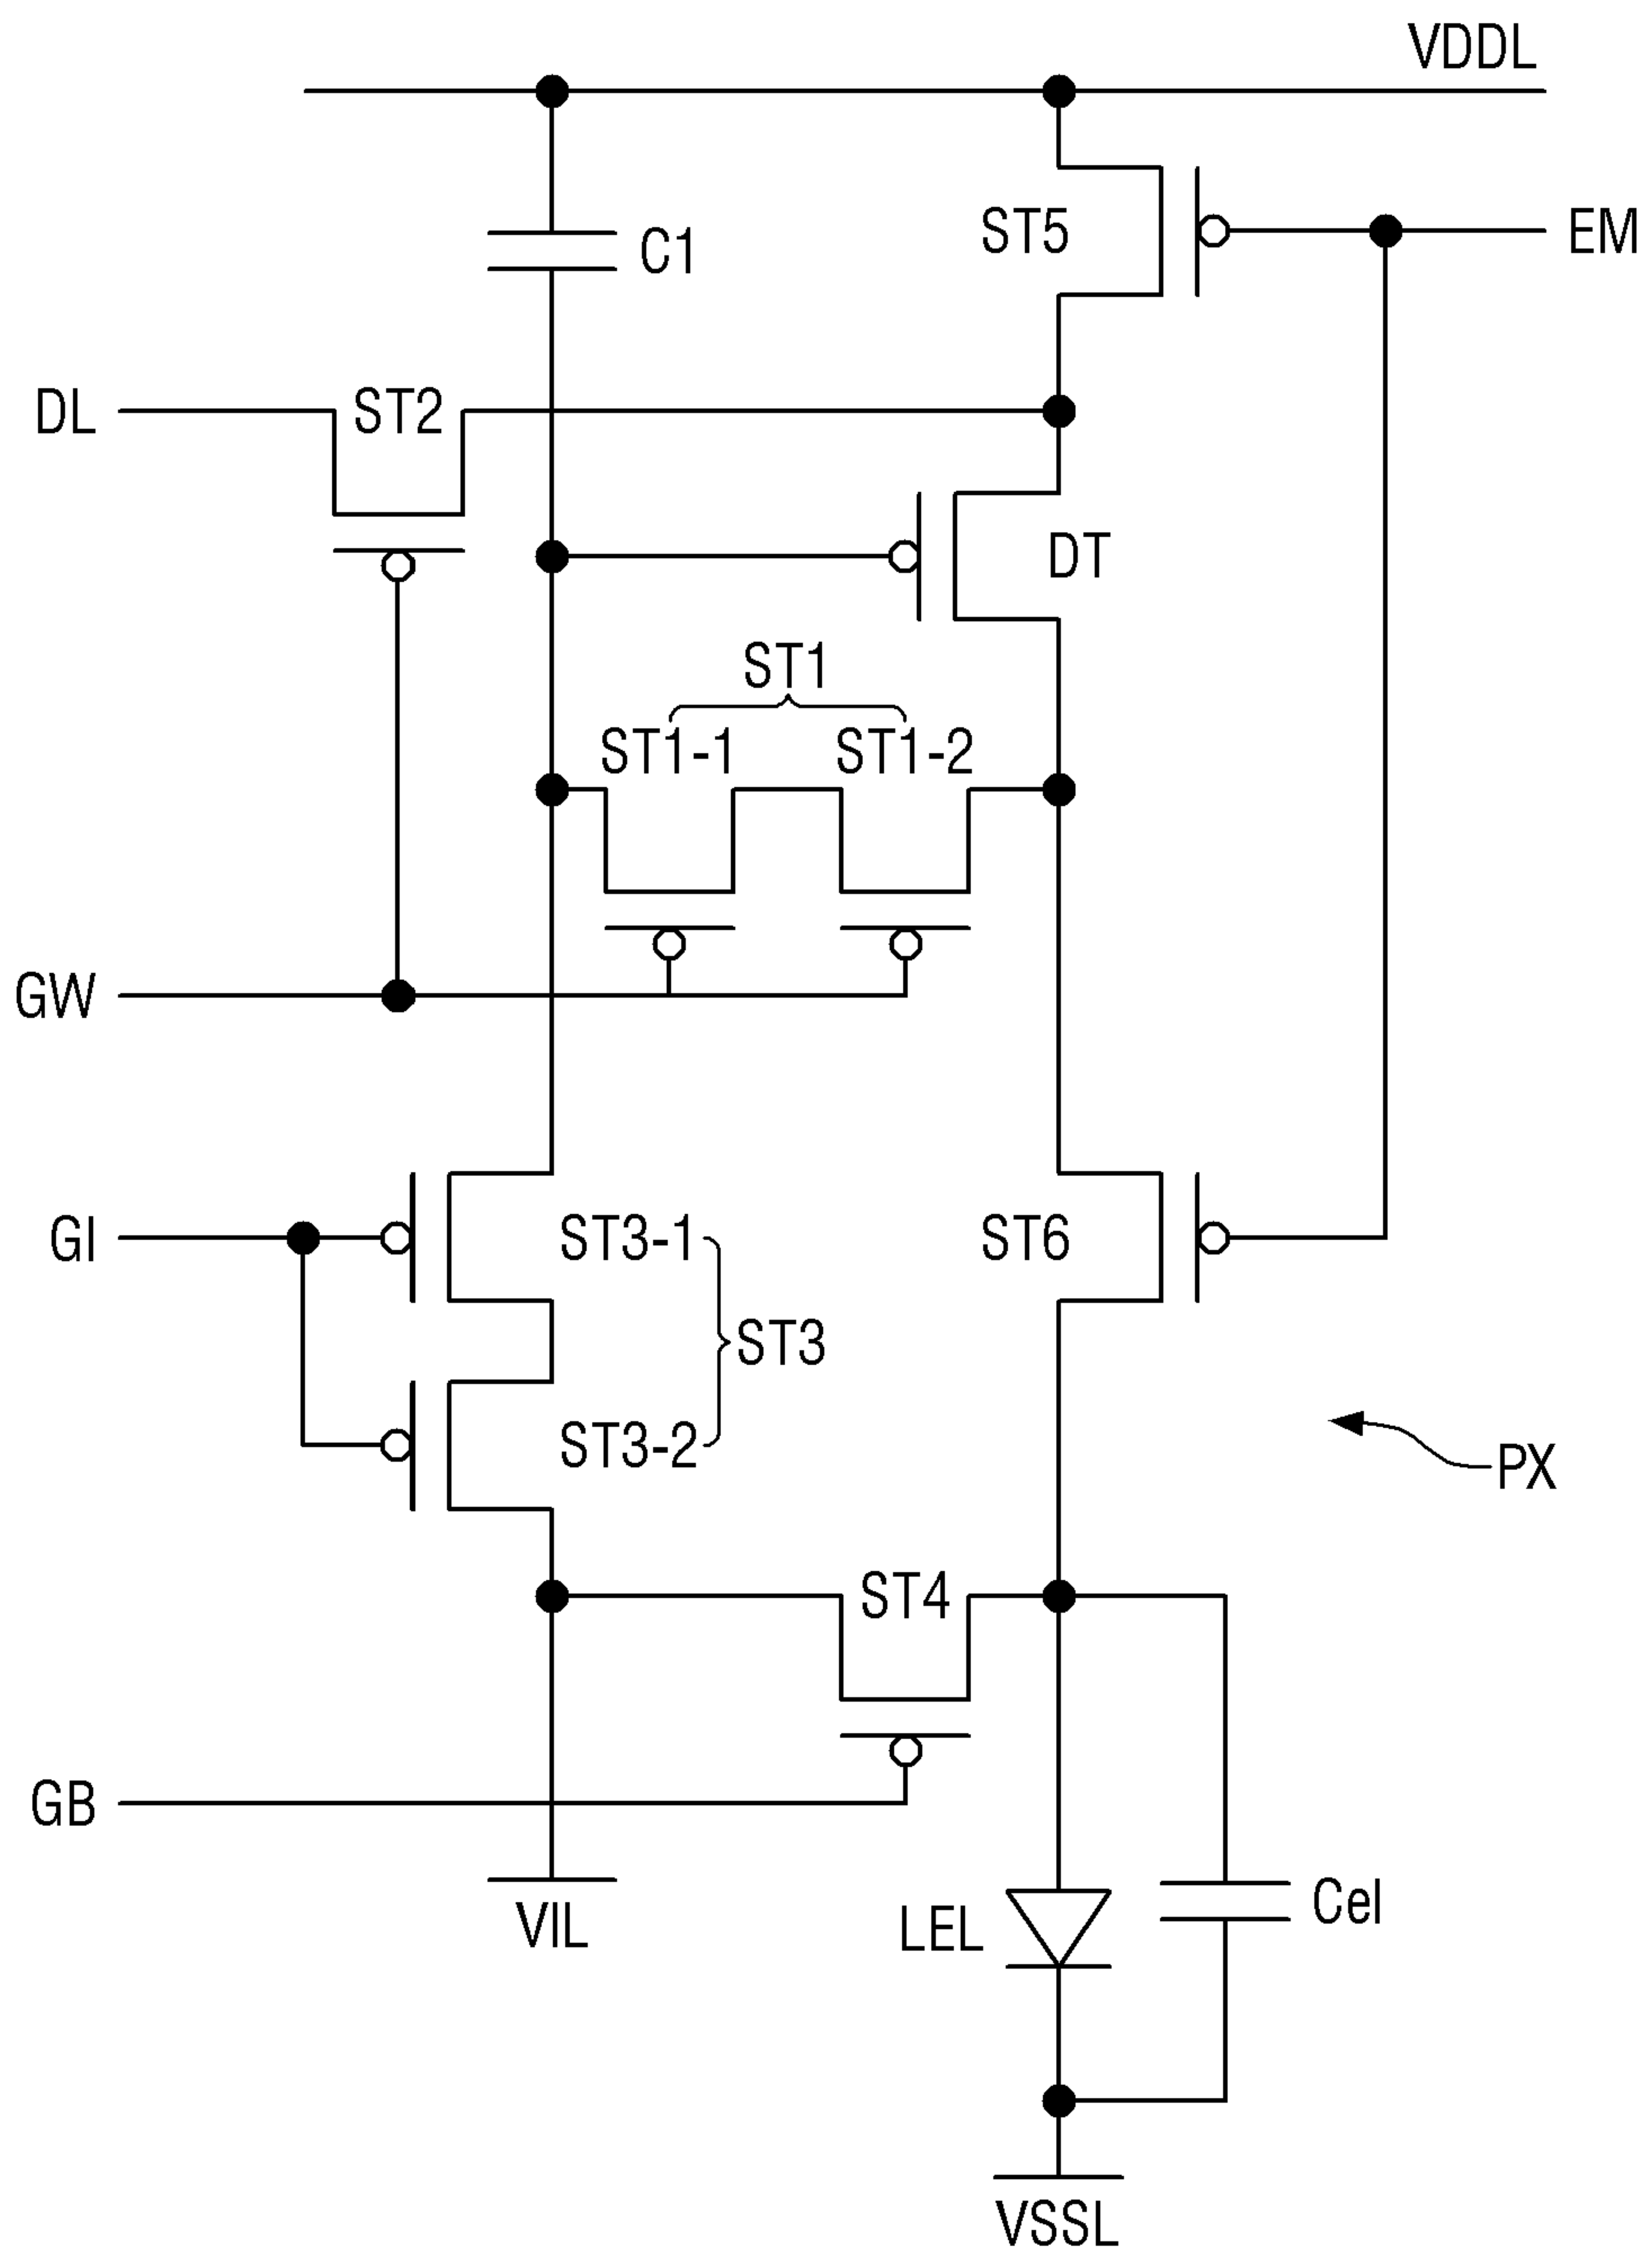 VDDL
ST5
EM
C1
DL
ST2
DT
ST1
ST1-1
ST1-2
GW
GI
ST3-1
ST6
ST3
ST3-2
PX
ST4
GB
VIL
LEL
Cel
VSSL